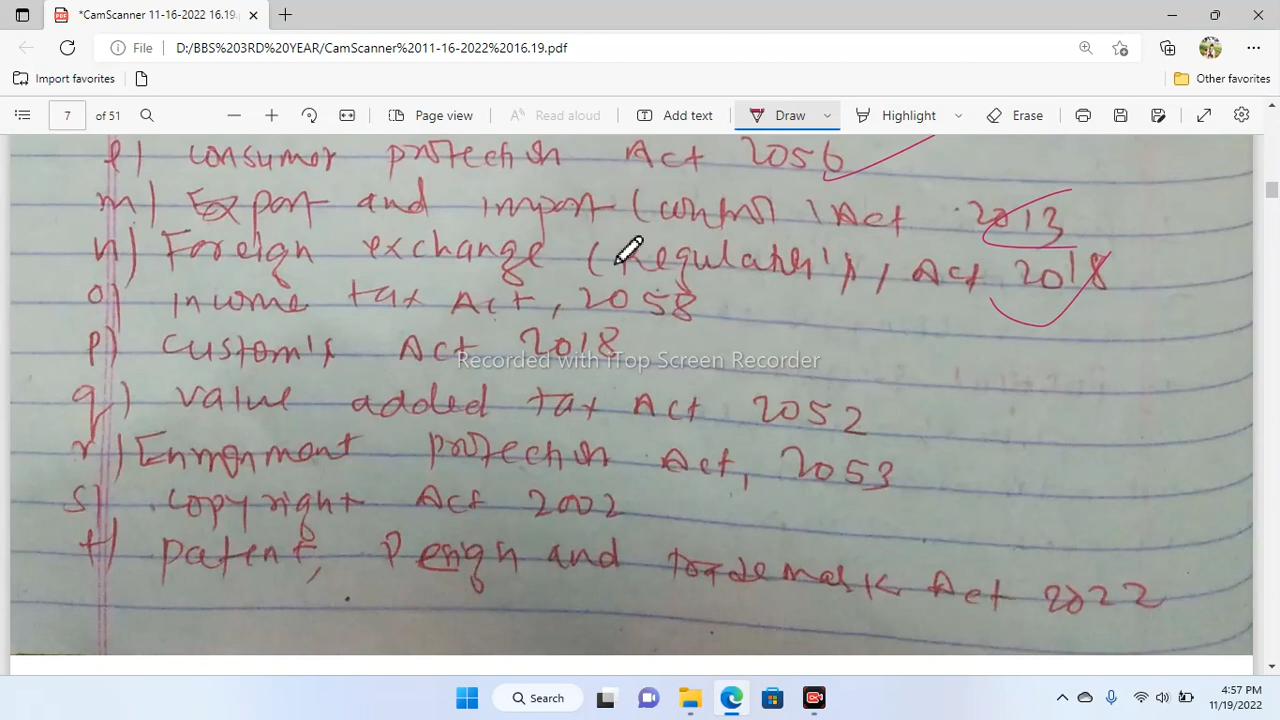 *CamScanner 11-16-2022 16.19.
File D:/BBS%203RD%20YEAR/CamScanner%2011-16-2022%2016.19.pdf
Import favorites Other favorites
7 of 51 Page view Read aloud Add text Draw Highlight Erase
l) consumer protection Act 2056
m) Export and import (control) Act 2013
n) Foreign exchange (Regulation), Act 2018
o) income tax Act, 2058
p) custom's Act 2018
Recorded with iTop Screen Recorder
q) value added tax Act 2052
r) Environment protection Act, 2053
s) copyright Act 2002
t) patent, Design and trademark Act 2022
Search 4:57 PM
11/19/2022